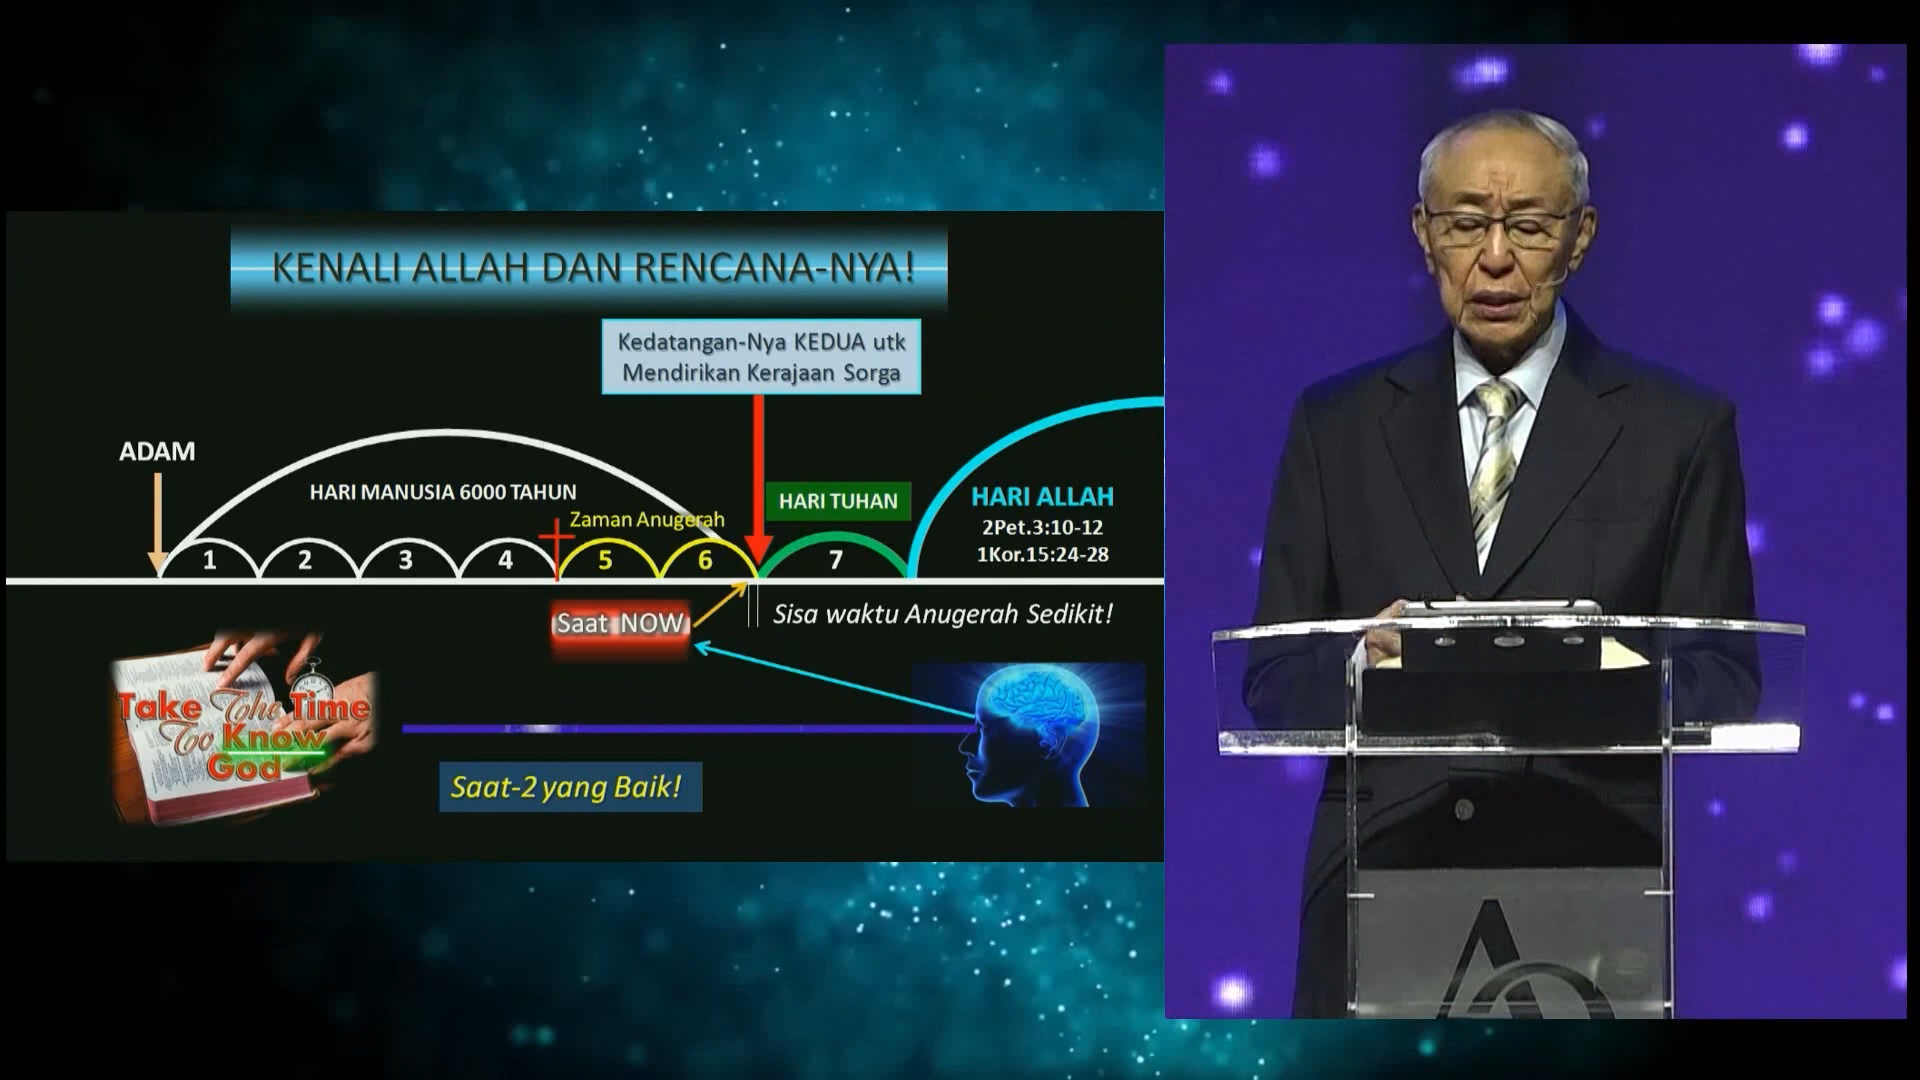 KENALI ALLAH DAN RENCANA-NYA!
Kedatangan-Nya KEDUA utk
Mendirikan Kerajaan Sorga
ADAM
HARI MANUSIA 6000 TAHUN
Zaman Anugerah
HARI TUHAN
HARI ALLAH
2Pet.3:10-12
1Kor.15:24-28
1 2 3 4 5 6 7
Saat NOW
Sisa waktu Anugerah Sedikit!
Take The Time
To Know
God
Saat-2 yang Baik!